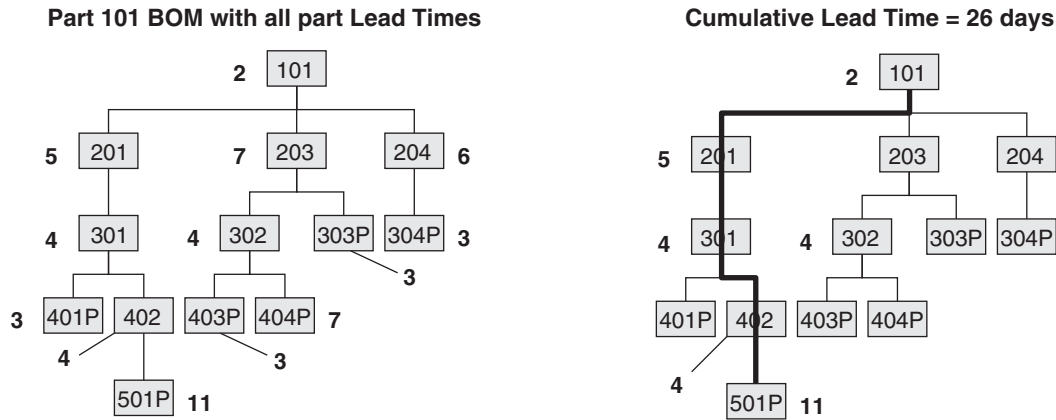 Part 101 BOM with all part Lead Times
2 101
5 201 7 203 204 6
4 301 4 302 303P 304P 3
3
3 401P 402 403P 404P 7
4 3
501P 11
Cumulative Lead Time = 26 days
2 101
5 201 203 204
4 301 4 302 303P 304P
401P 402 403P 404P
4
501P 11